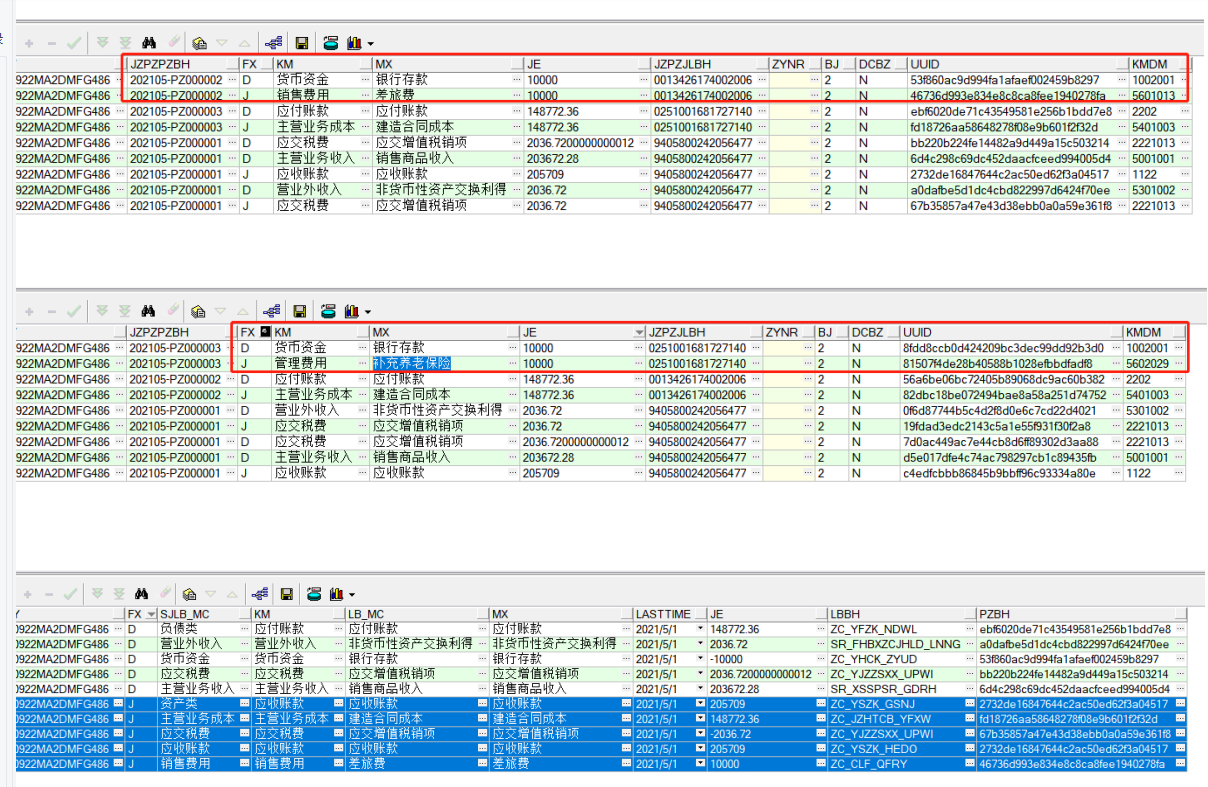 JZPZPZBH FX KM MX JE JZPZJLBH ZYNR BJ DCBZ UUID KMDM
922MA2DMFG486 202105-PZ000002 D 货币资金 银行存款 10000 0013426174002006 2 N 53f860ac9d994fa1afaef002459b8297 1002001
922MA2DMFG486 202105-PZ000002 J 销售费用 差旅费 10000 0013426174002006 2 N 46736d993e834e8c8ca8fee1940278fa 5601013
922MA2DMFG486 202105-PZ000003 D 应付账款 应付账款 148772.36 0251001681727140 2 N ebf6020de71c43549581e256b1bdd7e8 2202
922MA2DMFG486 202105-PZ000003 J 主营业务成本 建造合同成本 148772.36 0251001681727140 2 N fd18726aa58648278f08e9b601f2f32d 5401003
922MA2DMFG486 202105-PZ000001 D 应交税费 应交增值税销项 2036.7200000000012 9405800242056477 2 N bb220b224fe14482a9d449a15c503214 2221013
922MA2DMFG486 202105-PZ000001 D 主营业务收入 销售商品收入 203672.28 9405800242056477 2 N 6d4c298c69dc452daacfceed994005d4 5001001
922MA2DMFG486 202105-PZ000001 J 应收账款 应收账款 205709 9405800242056477 2 N 2732de16847644c2ac50ed62f3a04517 1122
922MA2DMFG486 202105-PZ000001 D 营业外收入 非货币性资产交换利得 2036.72 9405800242056477 2 N a0dafbe5d1dc4cbd822997d6424f70ee 5301002
922MA2DMFG486 202105-PZ000001 J 应交税费 应交增值税销项 2036.72 9405800242056477 2 N 67b35857a47e43d38ebb0a0a59e361f8 2221013
JZPZPZBH FX KM MX JE JZPZJLBH ZYNR BJ DCBZ UUID KMDM
922MA2DMFG486 202105-PZ000003 D 货币资金 银行存款 10000 0251001681727140 2 N 8fdd8ccb0d424209bc3dec99dd92b3d0 1002001
922MA2DMFG486 202105-PZ000003 J 管理费用 补充养老保险 10000 0251001681727140 2 N 81507f4de28b40588b1028efbbdfadf8 5602029
922MA2DMFG486 202105-PZ000002 D 应付账款 应付账款 148772.36 0013426174002006 2 N 56a6be06bc72405b89068dc9ac60b382 2202
922MA2DMFG486 202105-PZ000002 J 主营业务成本 建造合同成本 148772.36 0013426174002006 2 N 82dbc18be072494bae8a58a251d74752 5401003
922MA2DMFG486 202105-PZ000001 D 营业外收入 非货币性资产交换利得 2036.72 9405800242056477 2 N 0f6d87744b5c4d2f8d0e6c7cd22d4021 5301002
922MA2DMFG486 202105-PZ000001 J 应交税费 应交增值税销项 2036.72 9405800242056477 2 N 19fdad3edc2143c5a1e55f931f30f2a8 2221013
922MA2DMFG486 202105-PZ000001 D 应交税费 应交增值税销项 2036.7200000000012 9405800242056477 2 N 7d0ac449ac7e44cb8d6ff89302d3aa88 2221013
922MA2DMFG486 202105-PZ000001 D 主营业务收入 销售商品收入 203672.28 9405800242056477 2 N d5e017dfe4c74ac798297cb1c89435fb 5001001
922MA2DMFG486 202105-PZ000001 J 应收账款 应收账款 205709 9405800242056477 2 N c4edfcbbb86845b9bbff96c93334a80e 1122
FX SJLB_MC KM LB_MC MX LASTTIME JE LBBH PZBH
0922MA2DMFG486 D 负债类 应付账款 应付账款 应付账款 2021/5/1 148772.36 ZC_YFZK_NDWL ebf6020de71c43549581e256b1bdd7e8
0922MA2DMFG486 D 营业外收入 营业外收入 非货币性资产交换利得 非货币性资产交换利得 2021/5/1 2036.72 SR_FHBXZCJHLD_LNNG a0dafbe5d1dc4cbd822997d6424f70ee
0922MA2DMFG486 D 货币资金 货币资金 银行存款 银行存款 2021/5/1 -10000 ZC_YHCK_ZYUD 53f860ac9d994fa1afaef002459b8297
0922MA2DMFG486 D 应交税费 应交税费 应交增值税销项 应交增值税销项 2021/5/1 2036.7200000000012 ZC_YJZZSXX_UPWI bb220b224fe14482a9d449a15c503214
0922MA2DMFG486 D 主营业务收入 主营业务收入 销售商品收入 销售商品收入 2021/5/1 203672.28 SR_XSSPSR_GDRH 6d4c298c69dc452daacfceed994005d4
0922MA2DMFG486 J 资产类 应收账款 应收账款 应收账款 2021/5/1 205709 ZC_YSZK_GSNJ 2732de16847644c2ac50ed62f3a04517
0922MA2DMFG486 J 主营业务成本 主营业务成本 建造合同成本 建造合同成本 2021/5/1 148772.36 ZC_JZHTCB_YFXW fd18726aa58648278f08e9b601f2f32d
0922MA2DMFG486 J 应交税费 应交税费 应交增值税销项 应交增值税销项 2021/5/1 -2036.72 ZC_YJZZSXX_UPWI 67b35857a47e43d38ebb0a0a59e361f8
0922MA2DMFG486 J 应收账款 应收账款 应收账款 应收账款 2021/5/1 205709 ZC_YSZK_HEDO 2732de16847644c2ac50ed62f3a04517
0922MA2DMFG486 J 销售费用 销售费用 差旅费 差旅费 2021/5/1 10000 ZC_CLF_QFRY 46736d993e834e8c8ca8fee1940278fa